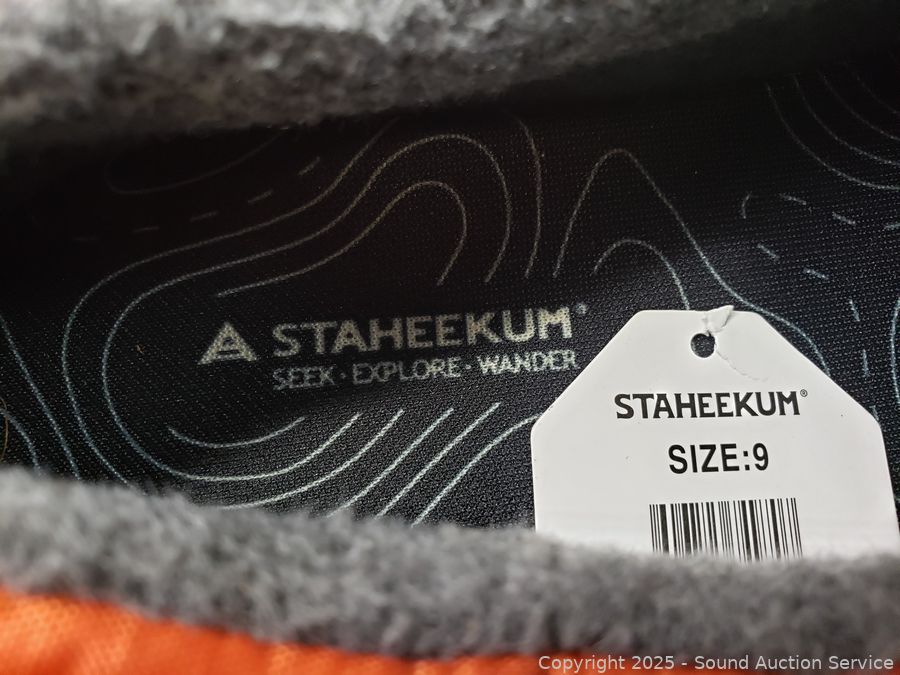 STAHEEKUM®
SEEK · EXPLORE · WANDER
STAHEEKUM®
SIZE:9
Copyright 2025 - Sound Auction Service